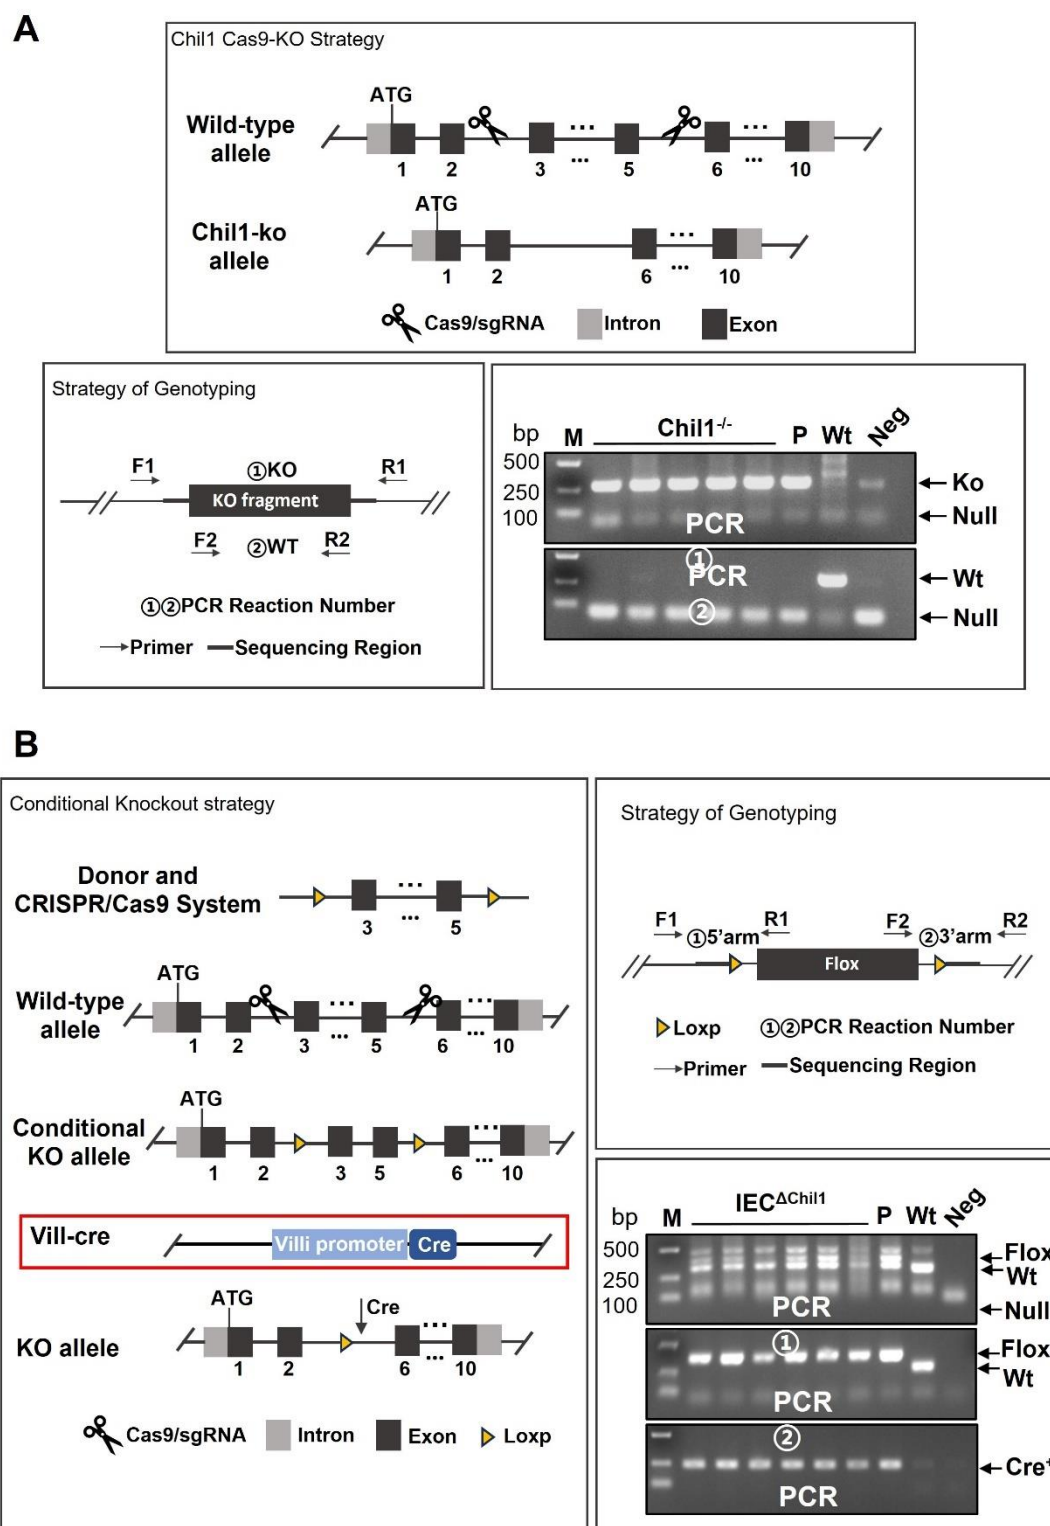 A
Chil1 Cas9-KO Strategy
ATG
Wild-type
allele
... ...
... ...
1 2 3 5 6 10
ATG
Chil1-ko
allele
...
...
1 2 6 10
Cas9/sgRNA Intron Exon
Strategy of Genotyping
F1 ①KO R1
KO fragment
F2 ②WT R2
①②PCR Reaction Number
Primer Sequencing Region
bp M Chil1-/- P Wt Neg
500
250
100
Ko
Null
PCR
①
PCR
②
Wt
Null
B
Conditional Knockout strategy
Donor and
CRISPR/Cas9 System
...
...
3 5
ATG
Wild-type
allele
... ...
... ...
1 2 3 5 6 10
ATG
Conditional
KO allele
...
...
1 2 3 5 6 10
Vill-cre
Villi promoter Cre
ATG
Cre
KO allele
...
...
1 2 6 10
Cas9/sgRNA Intron Exon Loxp
Strategy of Genotyping
F1 ①5'arm R1 F2 ②3'arm R2
Flox
Loxp ①②PCR Reaction Number
Primer Sequencing Region
bp M IECΔChil1 P Wt Neg
500
250
100
Flox
Wt
Null
PCR
①
Flox
Wt
PCR
②
Cre+
PCR